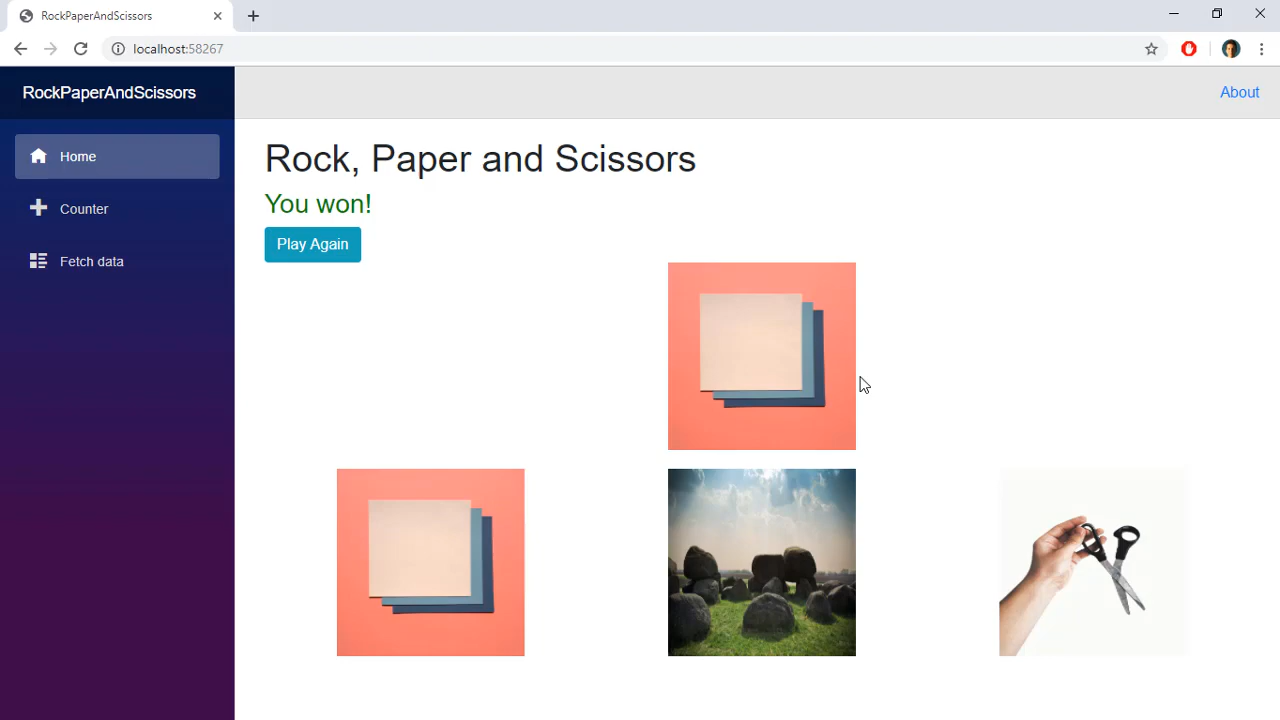 RockPaperAndScissors
localhost:58267
RockPaperAndScissors
About
Home
Counter
Fetch data
Rock, Paper and Scissors
You won!
Play Again